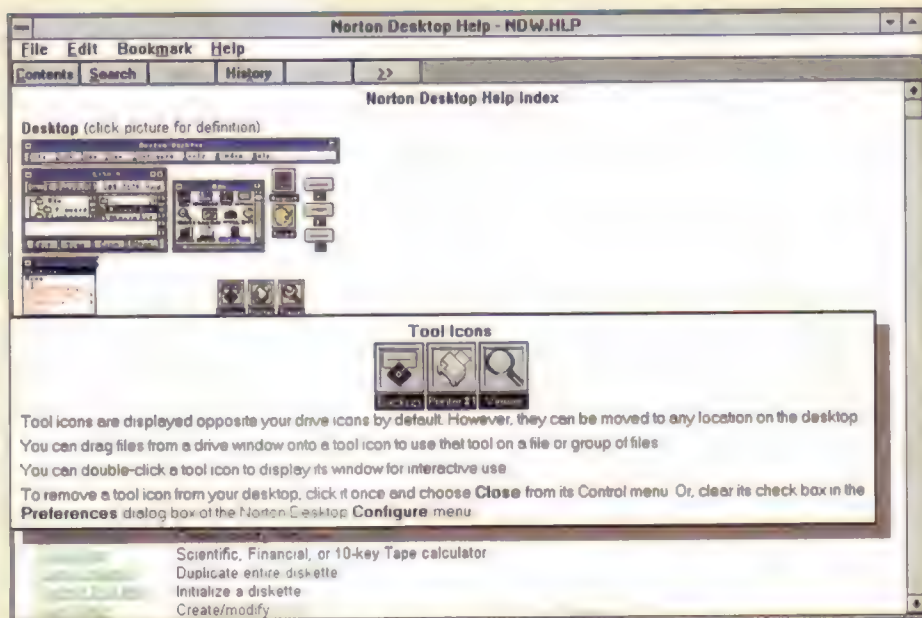 Norton Desktop Help - NDW.HLP
File Edit Bookmark Help
Contents Search History >>
Norton Desktop Help Index
Desktop (click picture for definition)
Norton Desktop
Tool Icons
Backup Printer #1 Viewer
Tool icons are displayed opposite your drive icons by default. However, they can be moved to any location on the desktop
You can drag files from a drive window onto a tool icon to use that tool on a file or group of files
You can double-click a tool icon to display its window for interactive use
To remove a tool icon from your desktop, click it once and choose Close from its Control menu Or, clear its check box in the
Preferences dialog box of the Norton Desktop Configure menu
Scientific, Financial, or 10-key Tape calculator
Duplicate entire diskette
Initialize a diskette
Create/modify